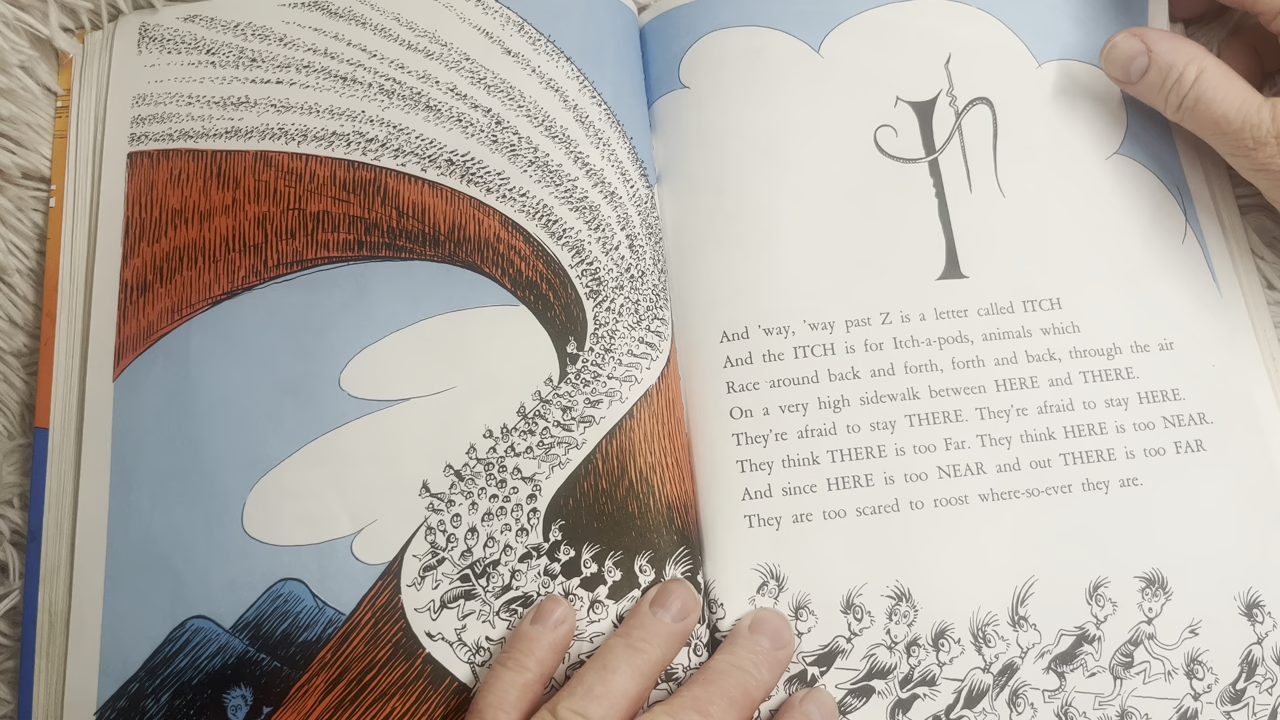 And 'way, 'way past Z is a letter called ITCH
And the ITCH is for Itch-a-pods, animals which
Race around back and forth, forth and back, through the air
On a very high sidewalk between HERE and THERE.
They're afraid to stay THERE. They're afraid to stay HERE.
They think THERE is too Far. They think HERE is too NEAR.
And since HERE is too NEAR and out THERE is too FAR
They are too scared to roost where-so-ever they are.